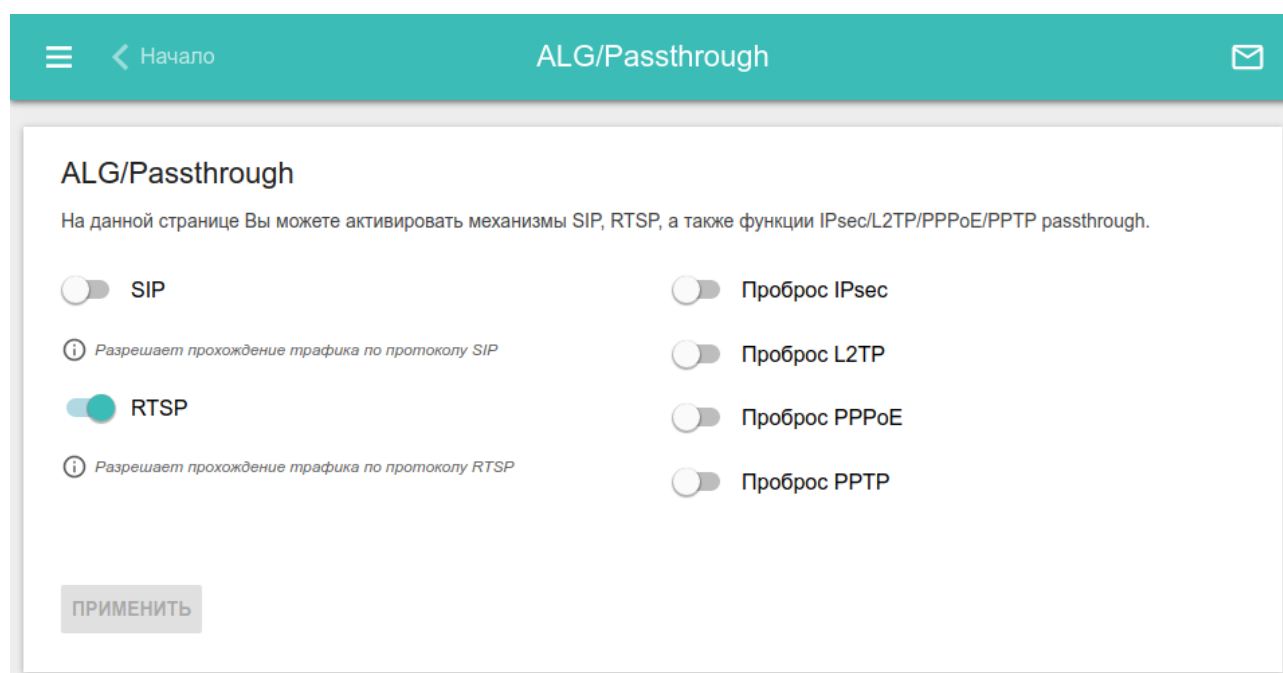 Начало
ALG/Passthrough
ALG/Passthrough
На данной странице Вы можете активировать механизмы SIP, RTSP, а также функции IPsec/L2TP/PPPoE/PPTP passthrough.
SIP
Разрешает прохождение трафика по протоколу SIP
RTSP
Разрешает прохождение трафика по протоколу RTSP
Проброс IPsec
Проброс L2TP
Проброс PPPoE
Проброс PPTP
ПРИМЕНИТЬ